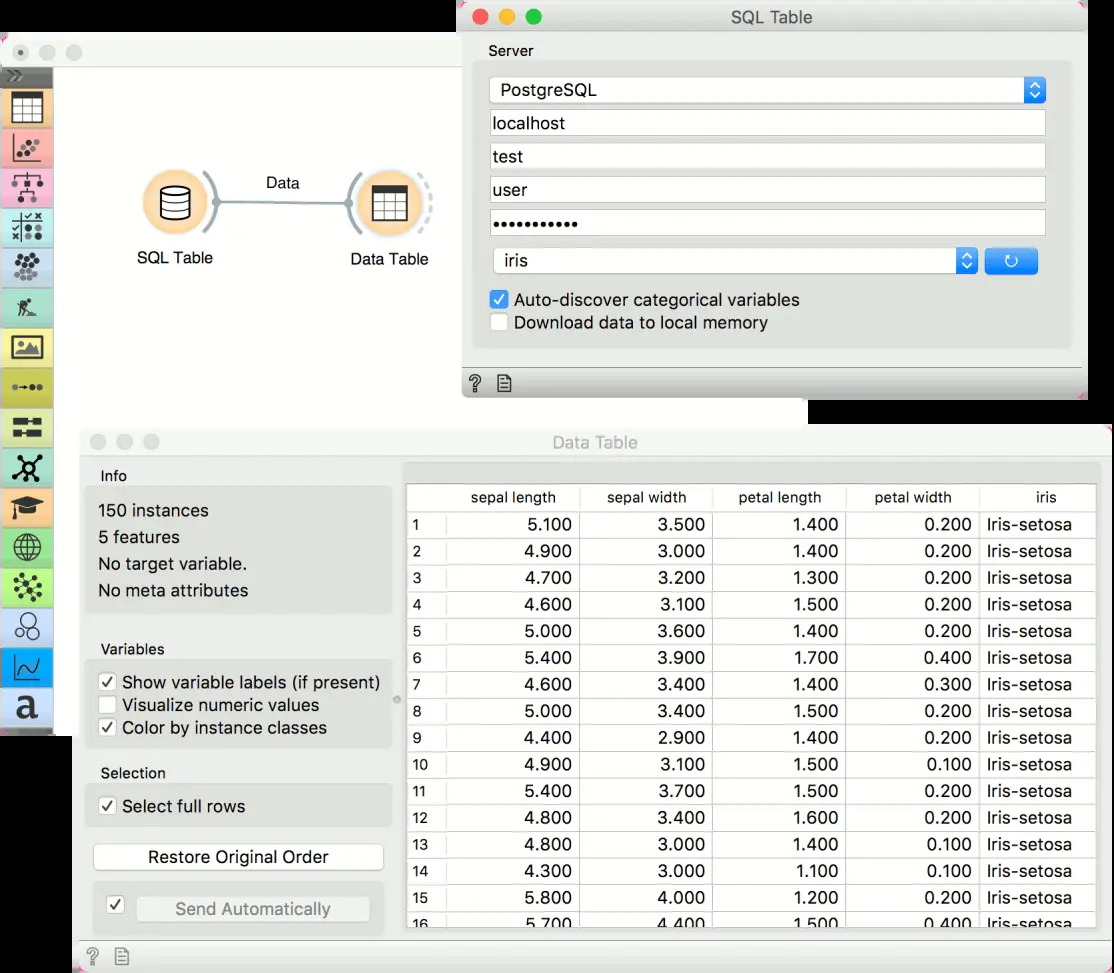 SQL Table
Server
PostgreSQL
localhost
test
user
•••••••••••
iris
Auto-discover categorical variables
Download data to local memory
Data
SQL Table
Data Table
a
Data Table
Info
150 instances
5 features
No target variable.
No meta attributes
Variables
Show variable labels (if present)
Visualize numeric values
Color by instance classes
Selection
Select full rows
Restore Original Order
Send Automatically
sepal length sepal width petal length petal width iris
1 5.100 3.500 1.400 0.200 Iris-setosa
2 4.900 3.000 1.400 0.200 Iris-setosa
3 4.700 3.200 1.300 0.200 Iris-setosa
4 4.600 3.100 1.500 0.200 Iris-setosa
5 5.000 3.600 1.400 0.200 Iris-setosa
6 5.400 3.900 1.700 0.400 Iris-setosa
7 4.600 3.400 1.400 0.300 Iris-setosa
8 5.000 3.400 1.500 0.200 Iris-setosa
9 4.400 2.900 1.400 0.200 Iris-setosa
10 4.900 3.100 1.500 0.100 Iris-setosa
11 5.400 3.700 1.500 0.200 Iris-setosa
12 4.800 3.400 1.600 0.200 Iris-setosa
13 4.800 3.000 1.400 0.100 Iris-setosa
14 4.300 3.000 1.100 0.100 Iris-setosa
15 5.800 4.000 1.200 0.200 Iris-setosa
16 5.700 4.400 1.500 0.400 Iris-setosa